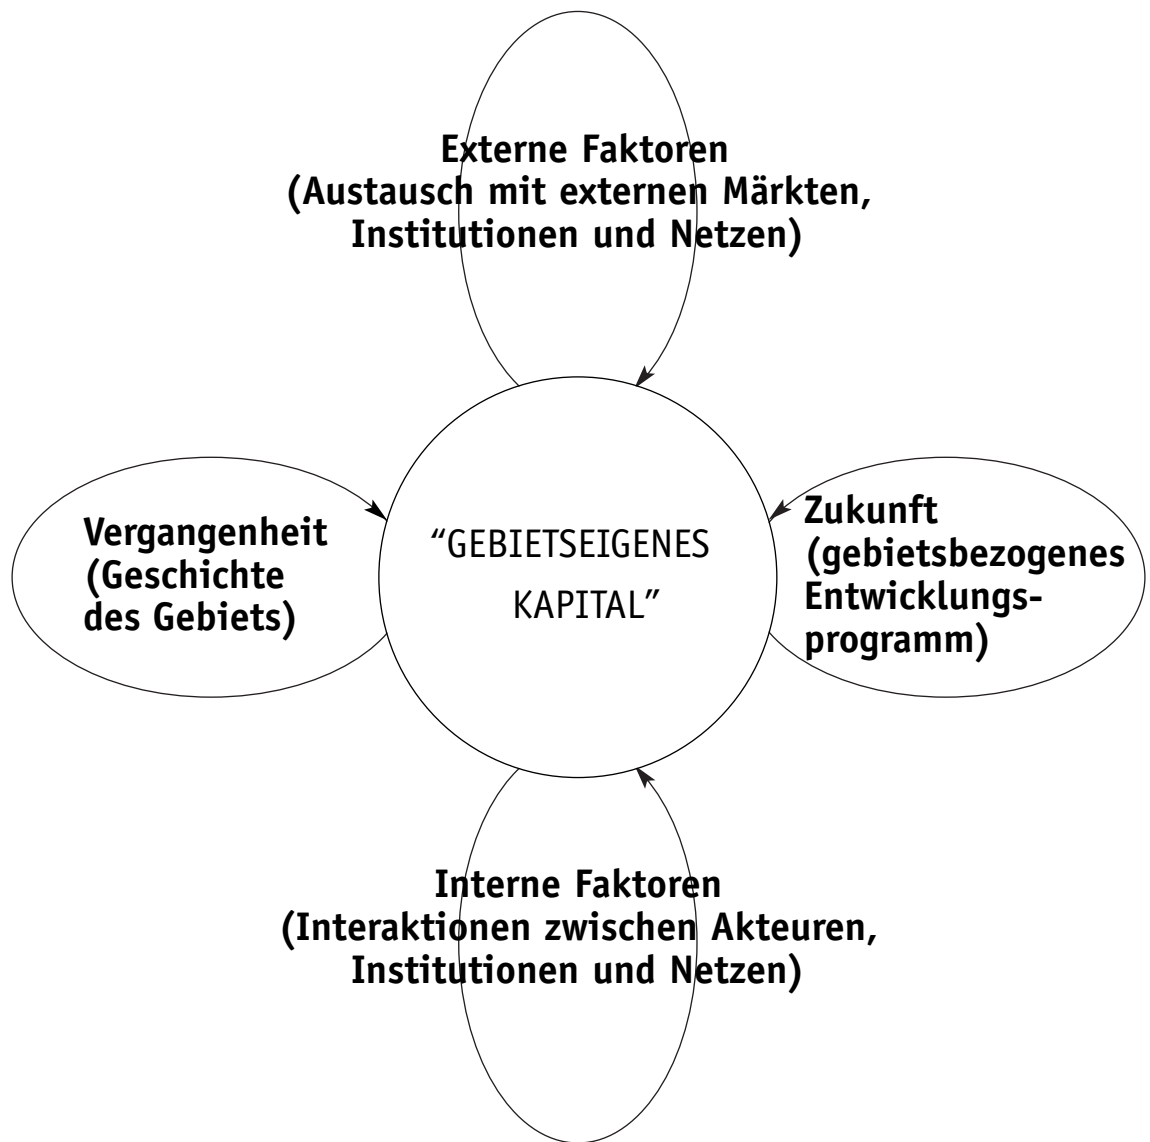 Externe Faktoren
(Austausch mit externen Märkten,
Institutionen und Netzen)
Vergangenheit
(Geschichte
des Gebiets)
“GEBIETSEIGENES
KAPITAL”
Zukunft
(gebietsbezogenes
Entwicklungs-
programm)
Interne Faktoren
(Interaktionen zwischen Akteuren,
Institutionen und Netzen)